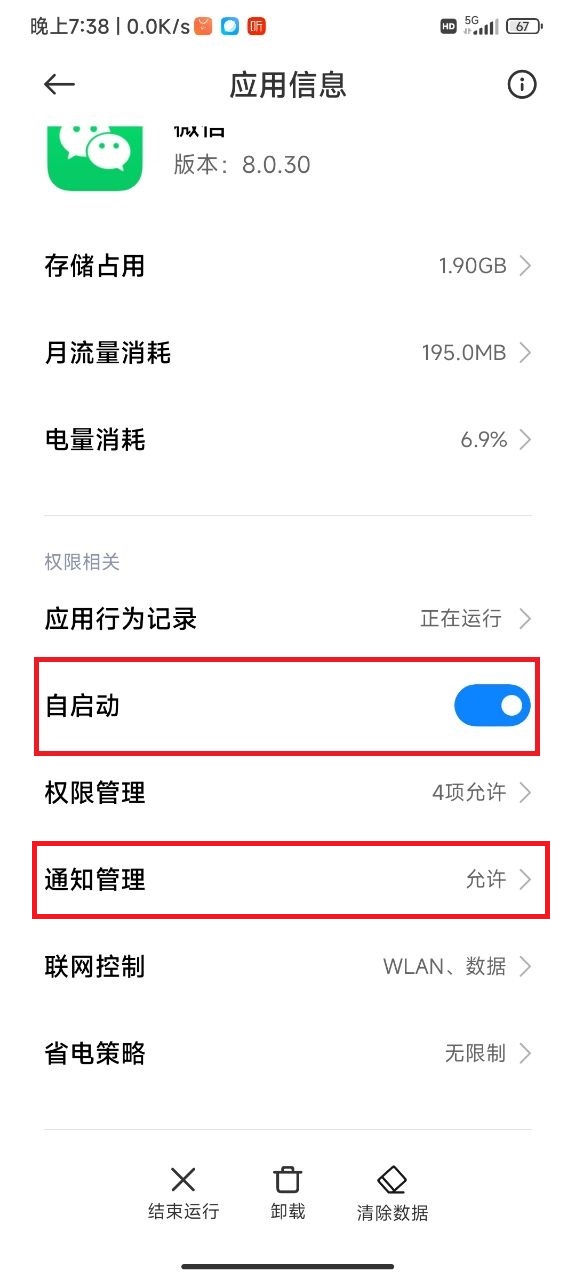 晚上7:38 | 0.0K/s 听 HD 5G 67
应用信息
微信
版本：8.0.30
存储占用 1.90GB
月流量消耗 195.0MB
电量消耗 6.9%
权限相关
应用行为记录 正在运行
自启动
权限管理 4项允许
通知管理 允许
联网控制 WLAN、数据
省电策略 无限制
结束运行 卸载 清除数据